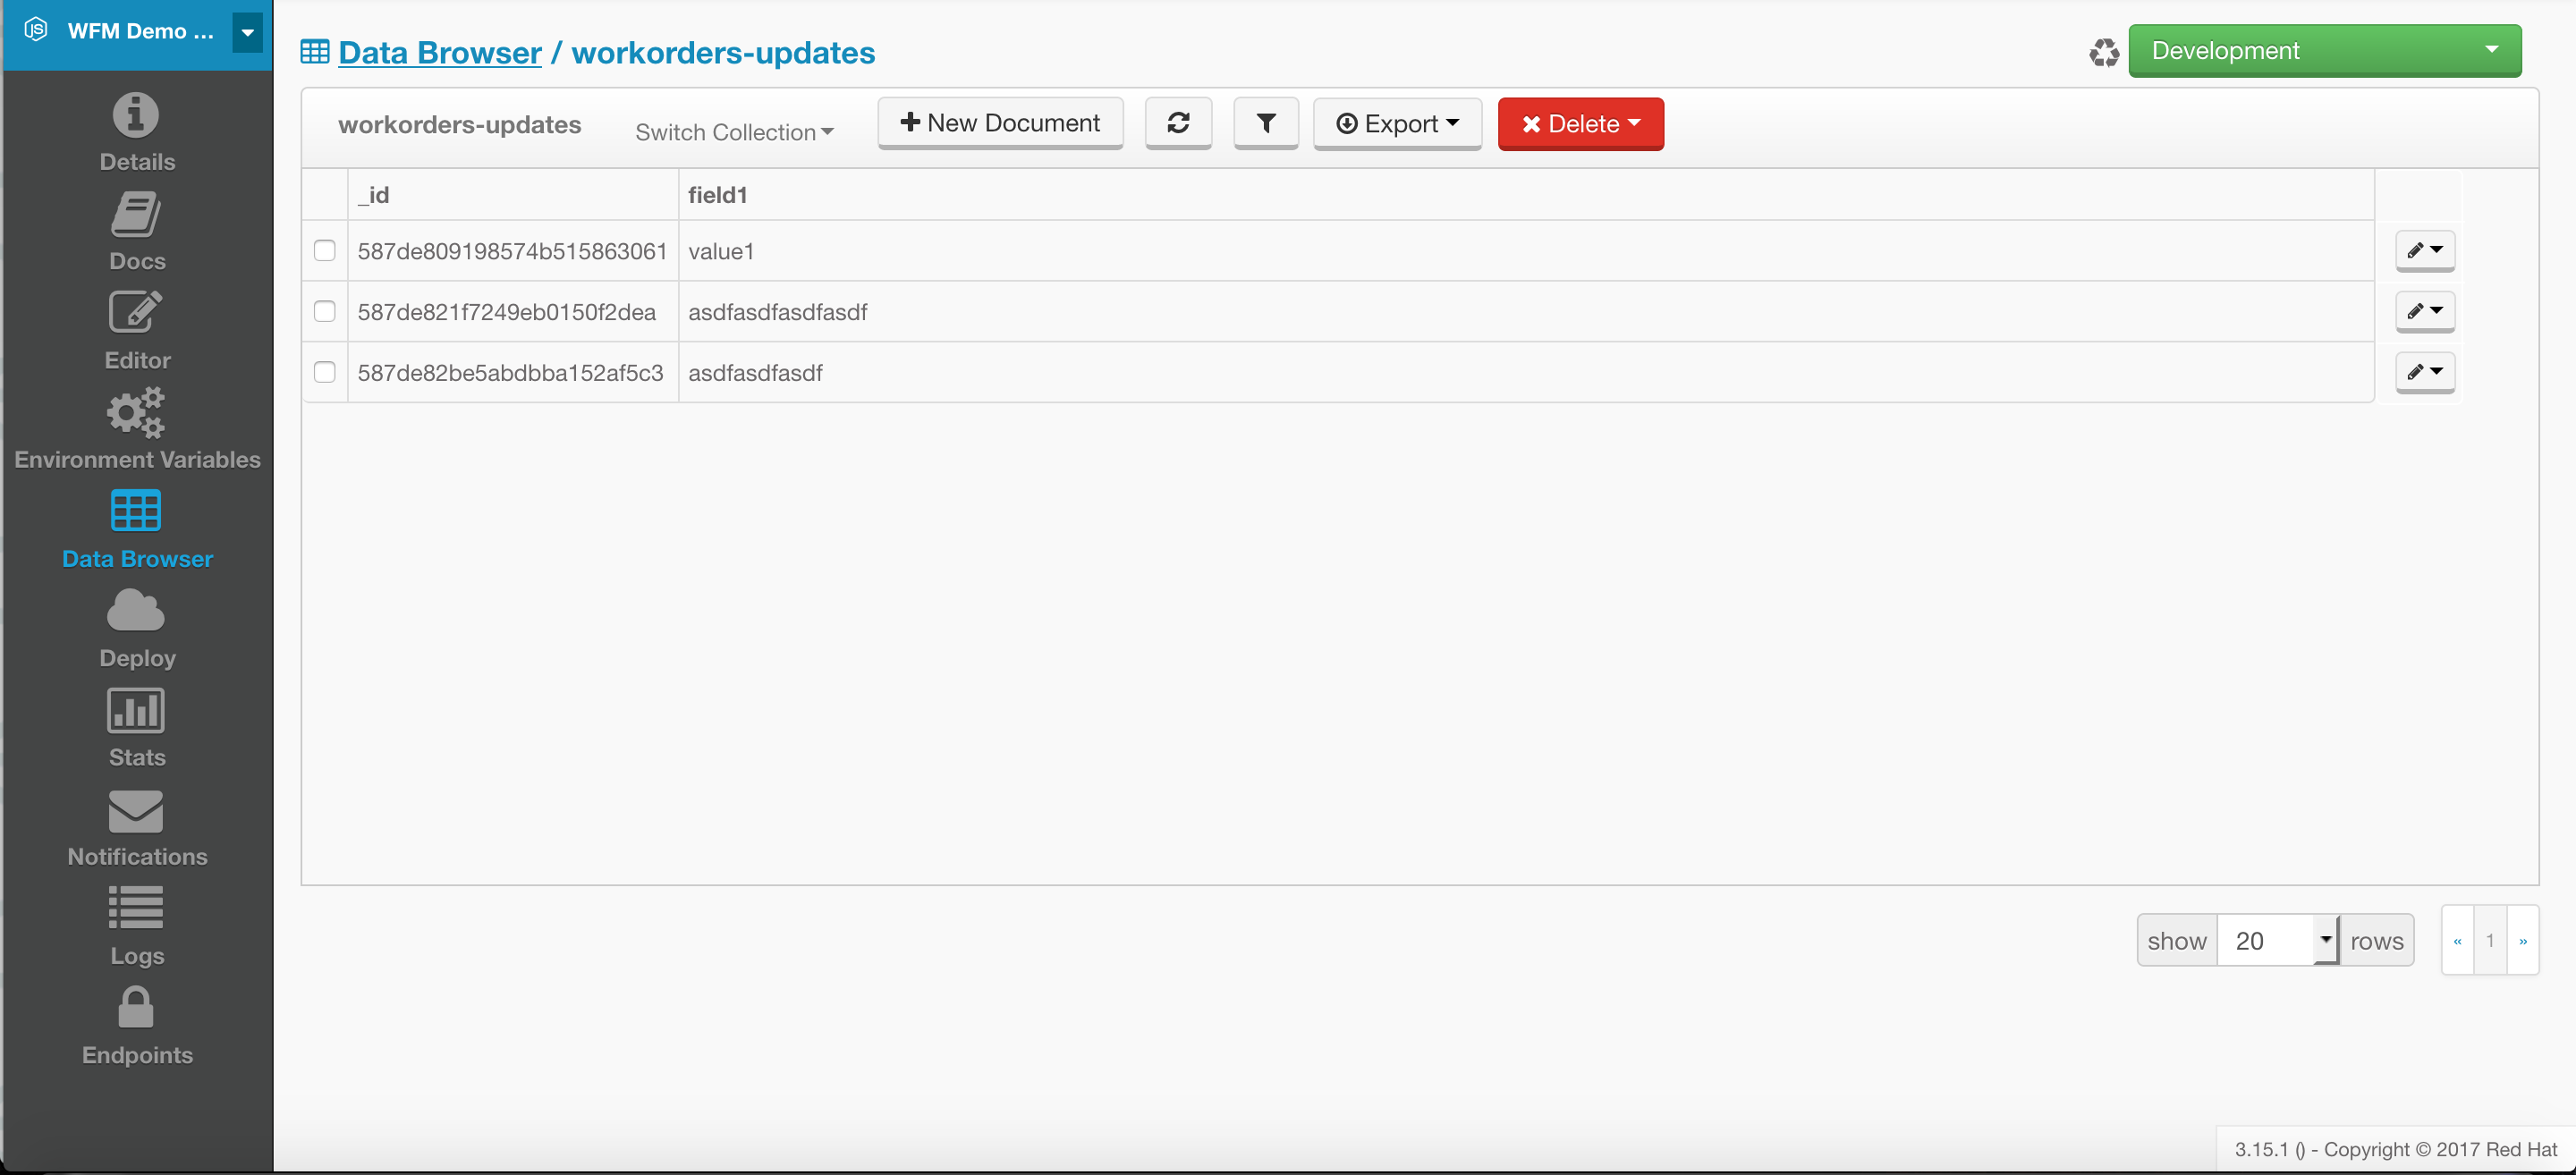 WFM Demo ...
Data Browser / workorders-updates
Development
Details
Docs
Editor
Environment Variables
Data Browser
Deploy
Stats
Notifications
Logs
Endpoints
workorders-updates Switch Collection New Document Export Delete
_id field1
587de809198574b515863061 value1
587de821f7249eb0150f2dea asdfasdfasdfasdf
587de82be5abdbba152af5c3 asdfasdfasdf
show 20 rows « 1 »
3.15.1 () - Copyright © 2017 Red Hat